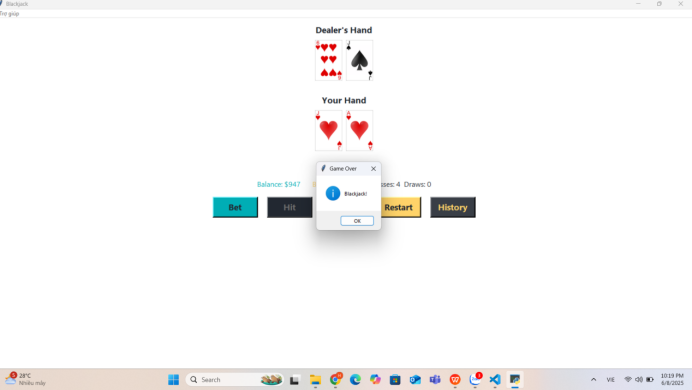 Blackjack
Trợ giúp
Dealer's Hand
Your Hand
Game Over
Balance: $947
sses: 4 Draws: 0
Blackjack!
OK
Bet
Hit
Restart
History
28°C
Nhiều mây
Search
VIE
10:19 PM
6/8/2025